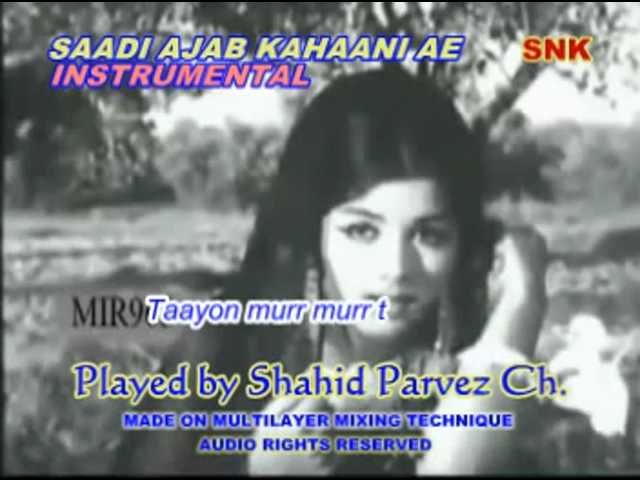 SAADI AJAB KAHAANI AE SNK
INSTRUMENTAL
Taayon murr murr t
Played by Shahid Parvez Ch.
MADE ON MULTILAYER MIXING TECHNIQUE
AUDIO RIGHTS RESERVED